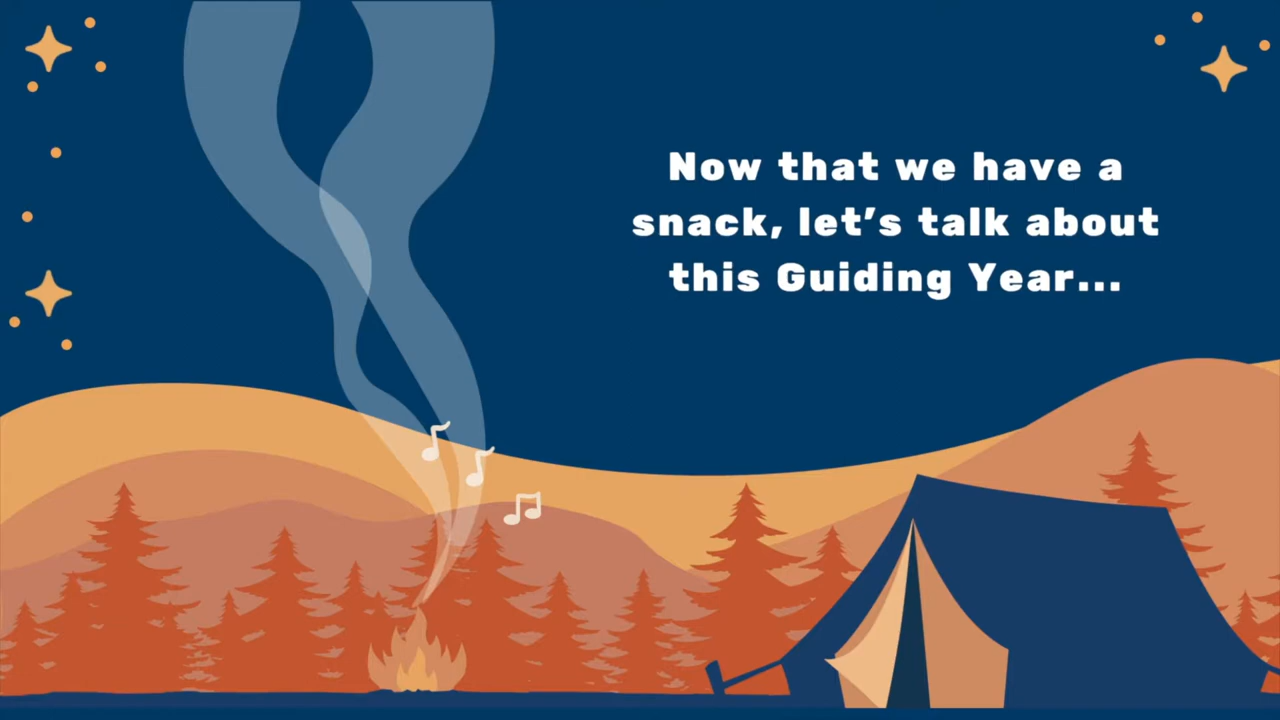 Now that we have a
snack, let’s talk about
this Guiding Year...